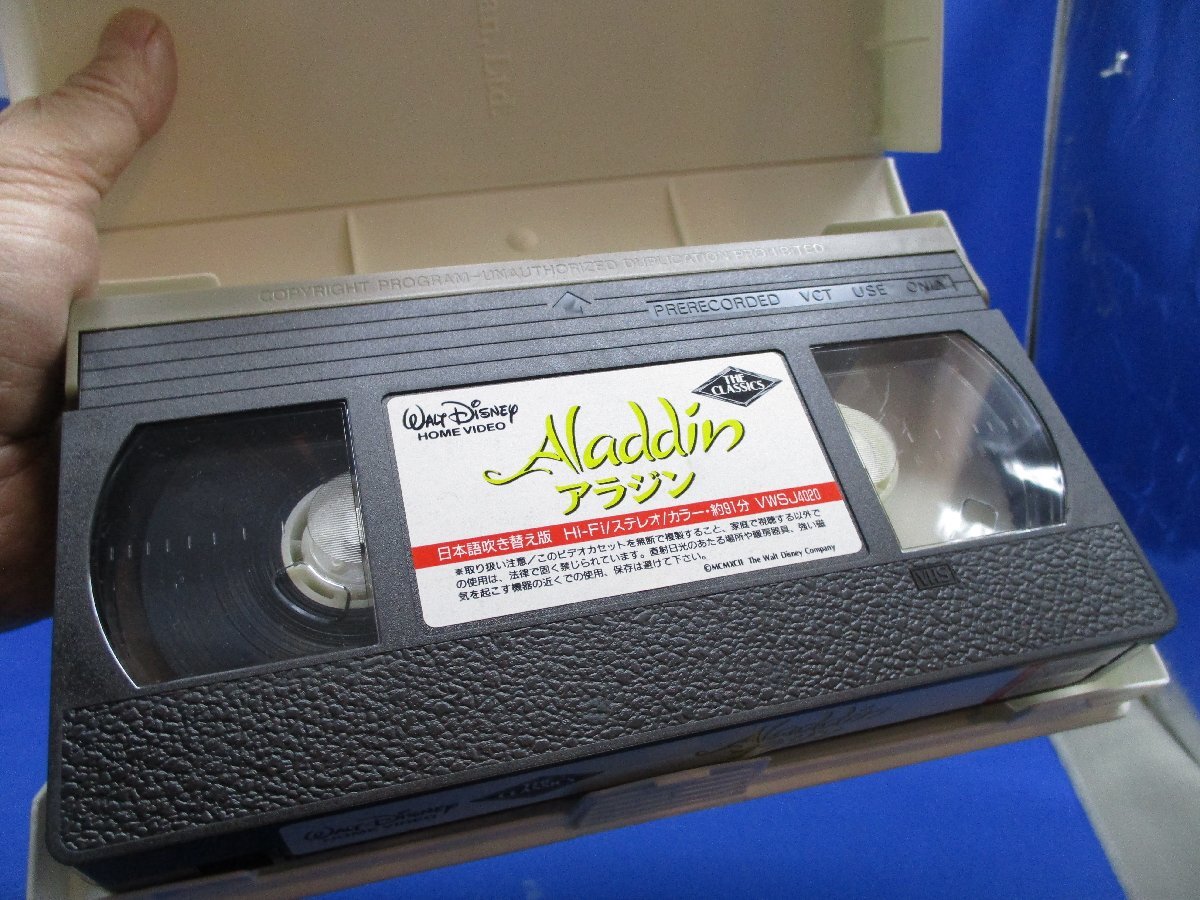 er.Ltd
COPYRIGHT PROGRAM-UNAUTHORIZED DUPLICATION PROHIBITED
PRERECORDED VCT USE ONLY
WALT DISNEY
HOME VIDEO
THE
CLASSICS
Aladdin
アラジン
日本語吹き替え版 Hi-Fi/ステレオ/カラー・約91分 VWSJ4020
※取り扱い注意/このビデオカセットを無断で複製すること、家庭で視聴する以外で
の使用は、法律で固く禁じられています。直射日光のあたる場所や暖房器具、強い磁
気を起こす機器の近くでの使用、保存は避けて下さい。
©MCMXCII The Walt Disney Company
VHS
Aladdin
WALT DISNEY
HOME VIDEO